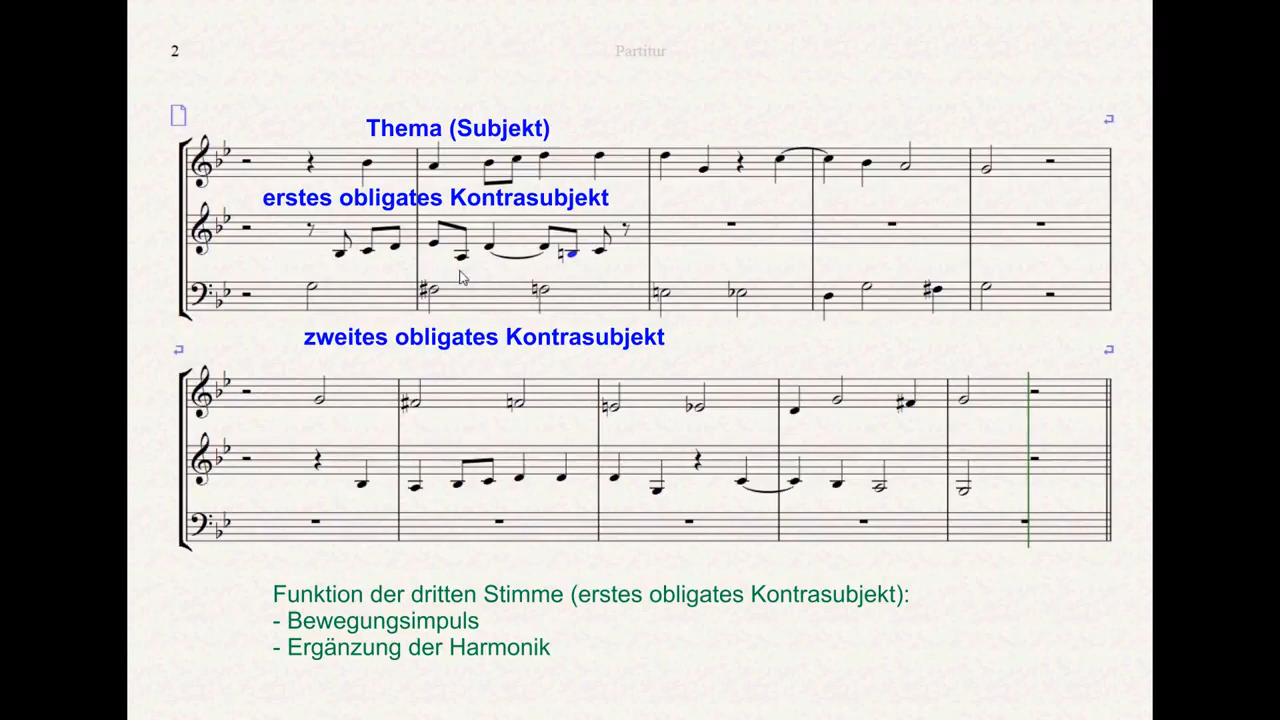 2
Partitur
Thema (Subjekt)
erstes obligates Kontrasubjekt
zweites obligates Kontrasubjekt
Funktion der dritten Stimme (erstes obligates Kontrasubjekt):
- Bewegungsimpuls
- Ergänzung der Harmonik